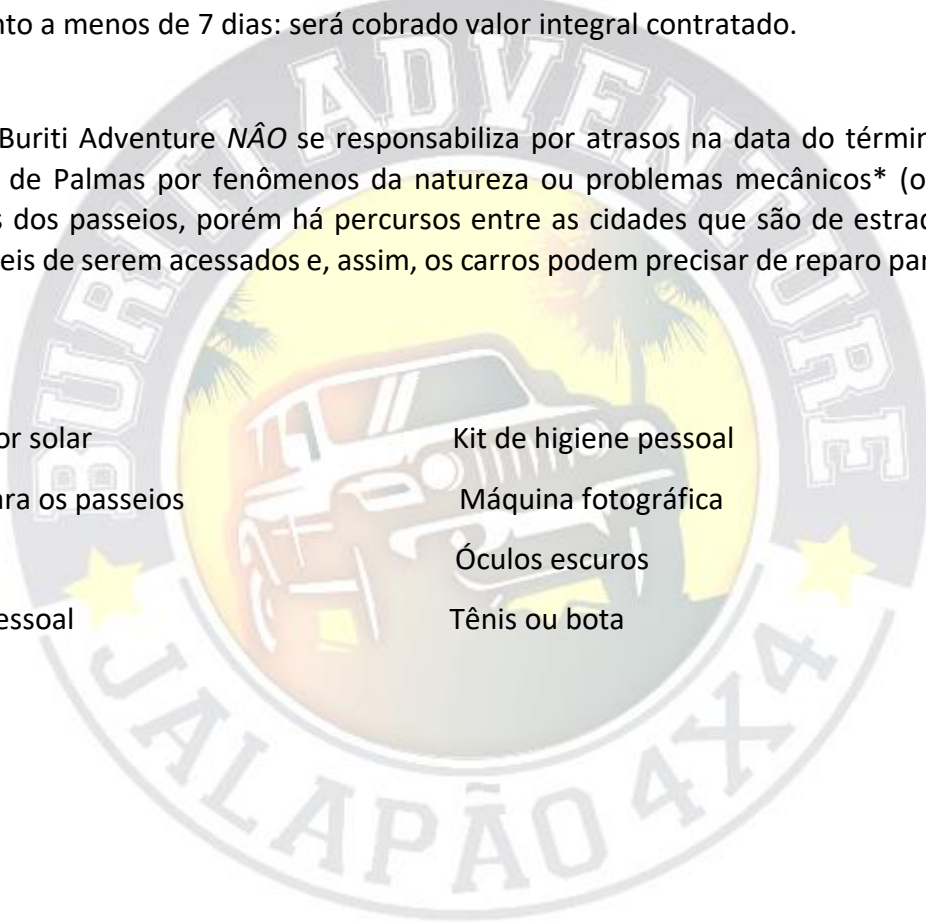 nto a menos de 7 dias: será cobrado valor integral contratado.
Buriti Adventure NÂO se responsabiliza por atrasos na data do términ
de Palmas por fenômenos da natureza ou problemas mecânicos* (o
s dos passeios, porém há percursos entre as cidades que são de estrad
eis de serem acessados e, assim, os carros podem precisar de reparo par
or solar Kit de higiene pessoal
ara os passeios Máquina fotográfica
Óculos escuros
essoal Tênis ou bota
BURITI ADVENTURE
JALAPÃO 4X4